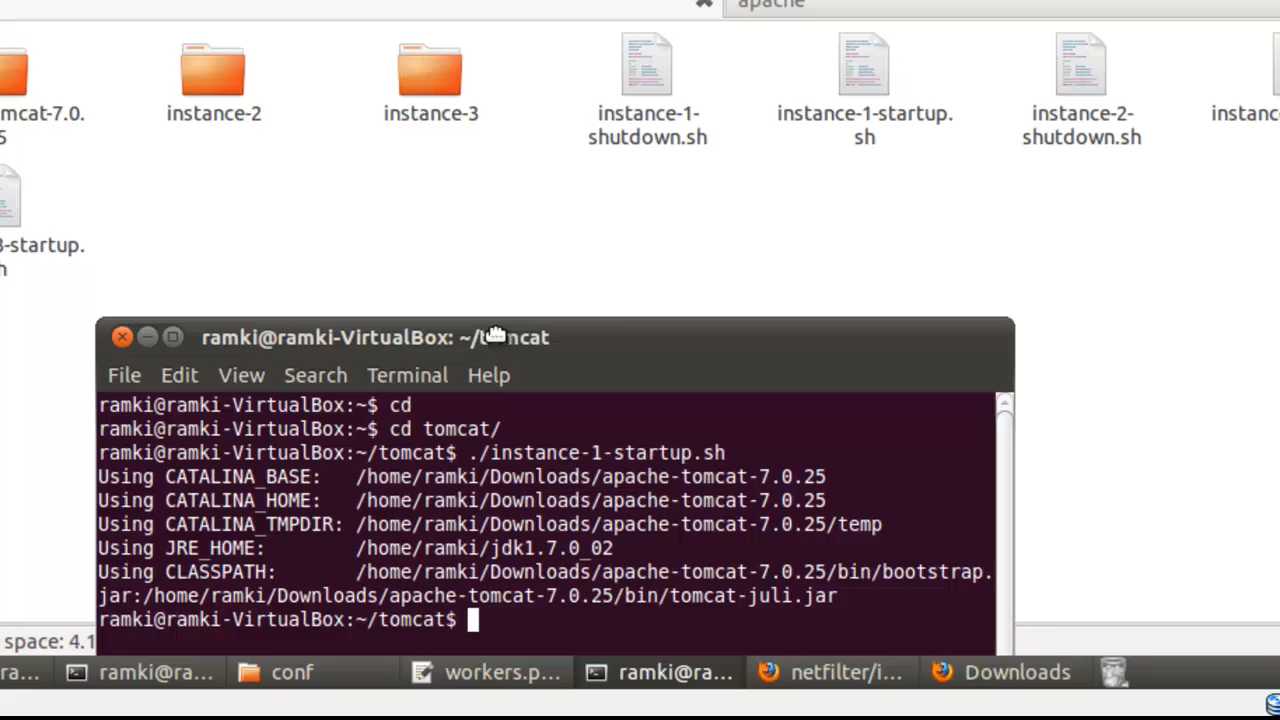 apache
mcat-7.0.
5
instance-2
instance-3
instance-1-
shutdown.sh
instance-1-startup.
sh
instance-2-
shutdown.sh
instanc
3-startup.
h
ramki@ramki-VirtualBox: ~/tomcat
File Edit View Search Terminal Help
ramki@ramki-VirtualBox:~$ cd
ramki@ramki-VirtualBox:~$ cd tomcat/
ramki@ramki-VirtualBox:~/tomcat$ ./instance-1-startup.sh
Using CATALINA_BASE:   /home/ramki/Downloads/apache-tomcat-7.0.25
Using CATALINA_HOME:   /home/ramki/Downloads/apache-tomcat-7.0.25
Using CATALINA_TMPDIR: /home/ramki/Downloads/apache-tomcat-7.0.25/temp
Using JRE_HOME:        /home/ramki/jdk1.7.0_02
Using CLASSPATH:       /home/ramki/Downloads/apache-tomcat-7.0.25/bin/bootstrap.
jar:/home/ramki/Downloads/apache-tomcat-7.0.25/bin/tomcat-juli.jar
ramki@ramki-VirtualBox:~/tomcat$
space: 4.1
ra... ramki@ra... conf workers.p... ramki@ra... netfilter/i... Downloads